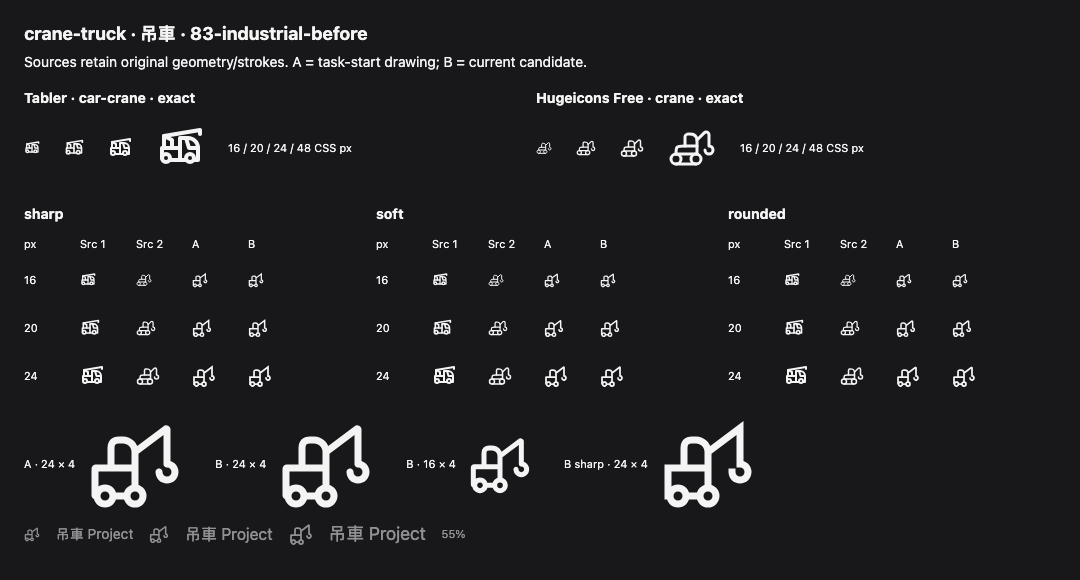 crane-truck · 吊車 · 83-industrial-before
Sources retain original geometry/strokes. A = task-start drawing; B = current candidate.
Tabler · car-crane · exact
Hugeicons Free · crane · exact
16 / 20 / 24 / 48 CSS px
16 / 20 / 24 / 48 CSS px
sharp
soft
rounded
px Src 1 Src 2 A B
px Src 1 Src 2 A B
px Src 1 Src 2 A B
16
16
16
20
20
20
24
24
24
A · 24 × 4
B · 24 × 4
B · 16 × 4
B sharp · 24 × 4
吊車 Project
吊車 Project
吊車 Project
55%